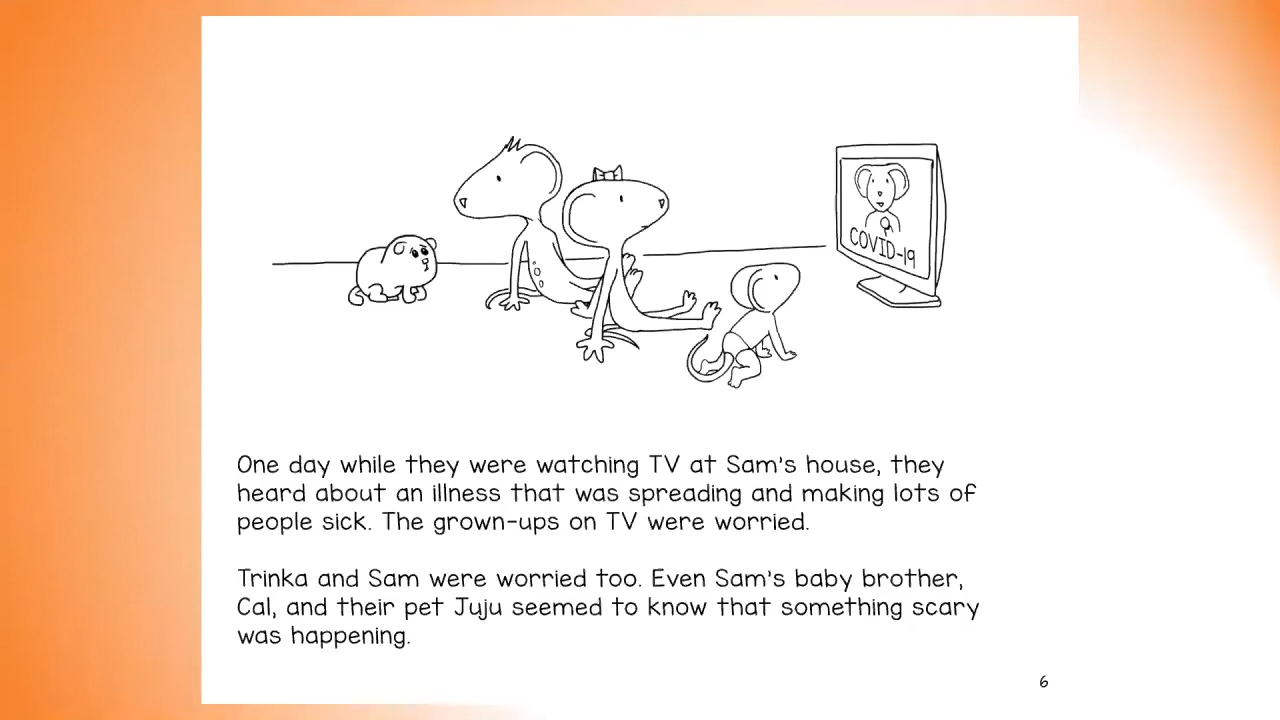 COVID-19
One day while they were watching TV at Sam's house, they
heard about an illness that was spreading and making lots of
people sick. The grown-ups on TV were worried.
Trinka and Sam were worried too. Even Sam's baby brother,
Cal, and their pet Juju seemed to know that something scary
was happening.
6